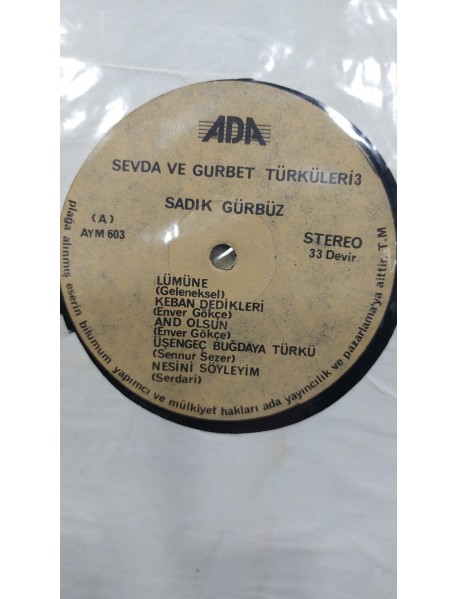 ADA
SEVDA VE GURBET TÜRKÜLERİ3
SADIK GÜRBÜZ
(A)
AYM 603
STEREO
33 Devir
LÜMÜNE
(Geleneksel)
KEBAN DEDİKLERİ
(Enver Gökçe)
AND OLSUN
(Enver Gökçe)
ÜŞENGEÇ BUĞDAYA TÜRKÜ
(Sennur Sezer)
NESİNİ SÖYLEYİM
(Serdari)
plağa alınmış eserin bilumum yapımcı ve mülkiyet hakları ada yayıncılık ve pazarlama'ya aittir. T.M